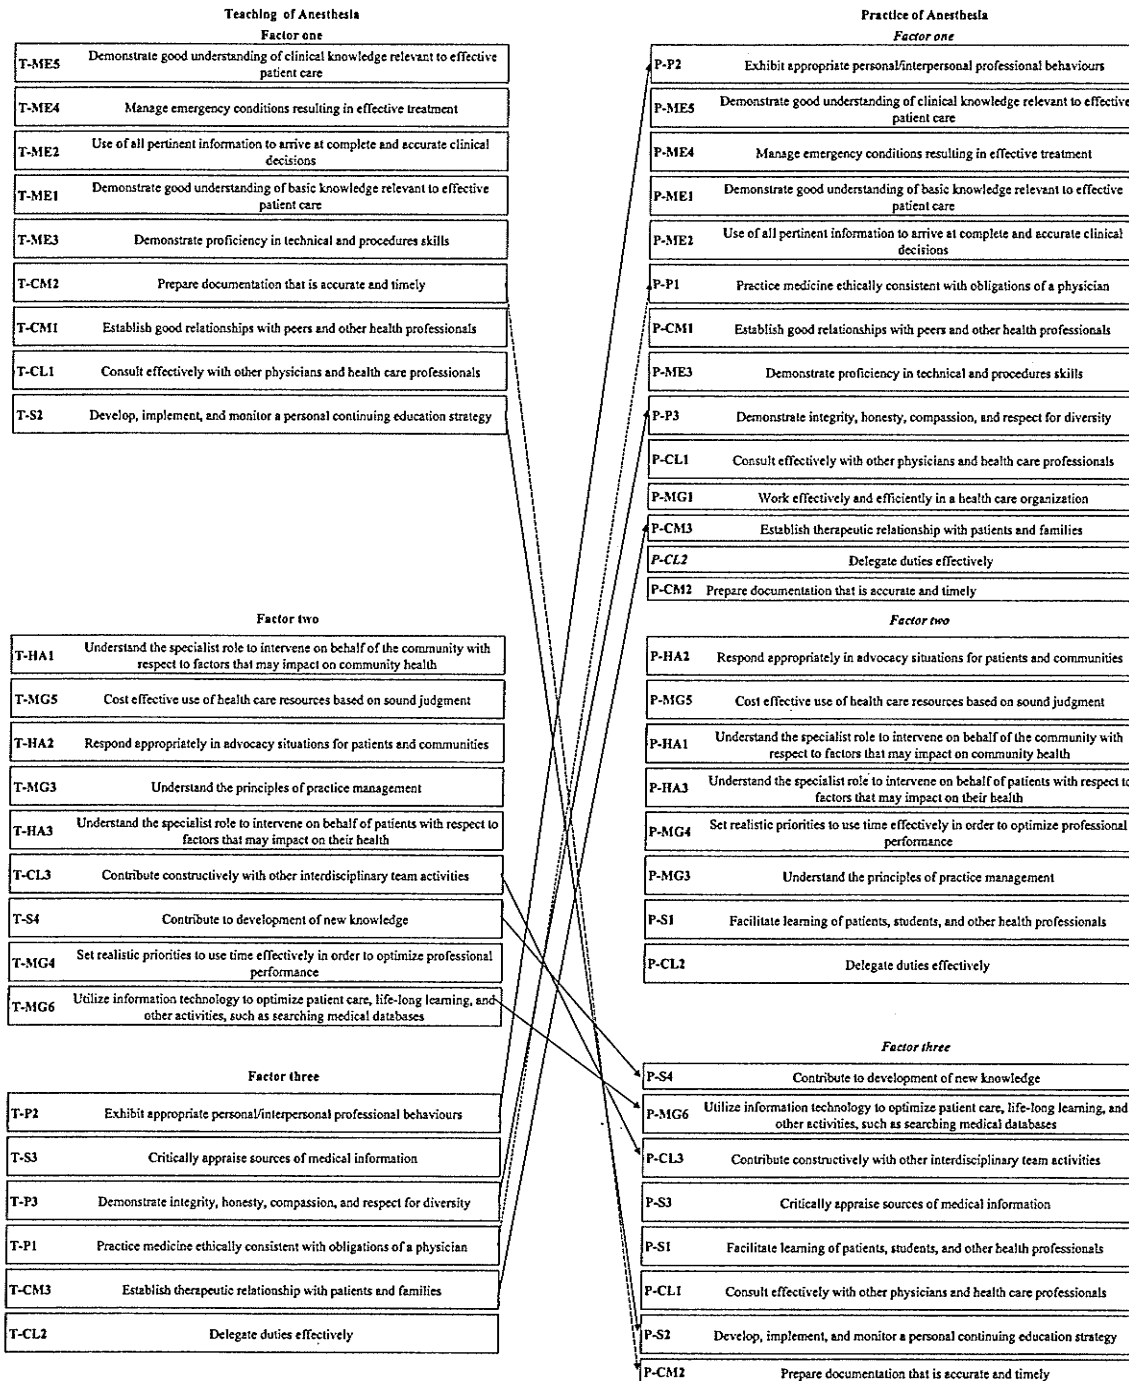 Teaching of Anesthesia
Factor one
T-ME5 Demonstrate good understanding of clinical knowledge relevant to effective
patient care
T-ME4 Manage emergency conditions resulting in effective treatment
T-ME2 Use of all pertinent information to arrive at complete and accurate clinical
decisions
T-ME1 Demonstrate good understanding of basic knowledge relevant to effective
patient care
T-ME3 Demonstrate proficiency in technical and procedures skills
T-CM2 Prepare documentation that is accurate and timely
T-CM1 Establish good relationships with peers and other health professionals
T-CL1 Consult effectively with other physicians and health care professionals
T-S2 Develop, implement, and monitor a personal continuing education strategy
Factor two
T-HA1 Understand the specialist role to intervene on behalf of the community with
respect to factors that may impact on community health
T-MG5 Cost effective use of health care resources based on sound judgment
T-HA2 Respond appropriately in advocacy situations for patients and communities
T-MG3 Understand the principles of practice management
T-HA3 Understand the specialist role to intervene on behalf of patients with respect to
factors that may impact on their health
T-CL3 Contribute constructively with other interdisciplinary team activities
T-S4 Contribute to development of new knowledge
T-MG4 Set realistic priorities to use time effectively in order to optimize professional
performance
T-MG6 Utilize information technology to optimize patient care, life-long learning, and
other activities, such as searching medical databases
Factor three
T-P2 Exhibit appropriate personal/interpersonal professional behaviours
T-S3 Critically appraise sources of medical information
T-P3 Demonstrate integrity, honesty, compassion, and respect for diversity
T-P1 Practice medicine ethically consistent with obligations of a physician
T-CM3 Establish therapeutic relationship with patients and families
T-CL2 Delegate duties effectively
Practice of Anesthesia
Factor one
P-P2 Exhibit appropriate personal/interpersonal professional behaviours
P-ME5 Demonstrate good understanding of clinical knowledge relevant to effective
patient care
P-ME4 Manage emergency conditions resulting in effective treatment
P-ME1 Demonstrate good understanding of basic knowledge relevant to effective
patient care
P-ME2 Use of all pertinent information to arrive at complete and accurate clinical
decisions
P-P1 Practice medicine ethically consistent with obligations of a physician
P-CM1 Establish good relationships with peers and other health professionals
P-ME3 Demonstrate proficiency in technical and procedures skills
P-P3 Demonstrate integrity, honesty, compassion, and respect for diversity
P-CL1 Consult effectively with other physicians and health care professionals
P-MG1 Work effectively and efficiently in a health care organization
P-CM3 Establish therapeutic relationship with patients and families
P-CL2 Delegate duties effectively
P-CM2 Prepare documentation that is accurate and timely
Factor two
P-HA2 Respond appropriately in advocacy situations for patients and communities
P-MG5 Cost effective use of health care resources based on sound judgment
P-HA1 Understand the specialist role to intervene on behalf of the community with
respect to factors that may impact on community health
P-HA3 Understand the specialist role to intervene on behalf of patients with respect to
factors that may impact on their health
P-MG4 Set realistic priorities to use time effectively in order to optimize professional
performance
P-MG3 Understand the principles of practice management
P-S1 Facilitate learning of patients, students, and other health professionals
P-CL2 Delegate duties effectively
Factor three
P-S4 Contribute to development of new knowledge
P-MG6 Utilize information technology to optimize patient care, life-long learning, and
other activities, such as searching medical databases
P-CL3 Contribute constructively with other interdisciplinary team activities
P-S3 Critically appraise sources of medical information
P-S1 Facilitate learning of patients, students, and other health professionals
P-CL1 Consult effectively with other physicians and health care professionals
P-S2 Develop, implement, and monitor a personal continuing education strategy
P-CM2 Prepare documentation that is accurate and timely